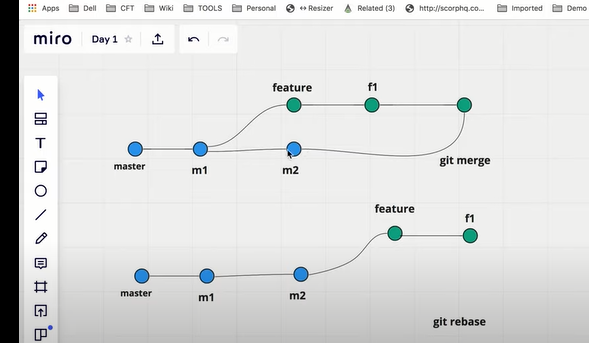 Apps Dell CFT Wiki TOOLS Personal ↔Resizer Related (3) http://scorphq.co... Imported Demo
miro Day 1
feature f1
master m1 m2 git merge
feature f1
master m1 m2
git rebase
T